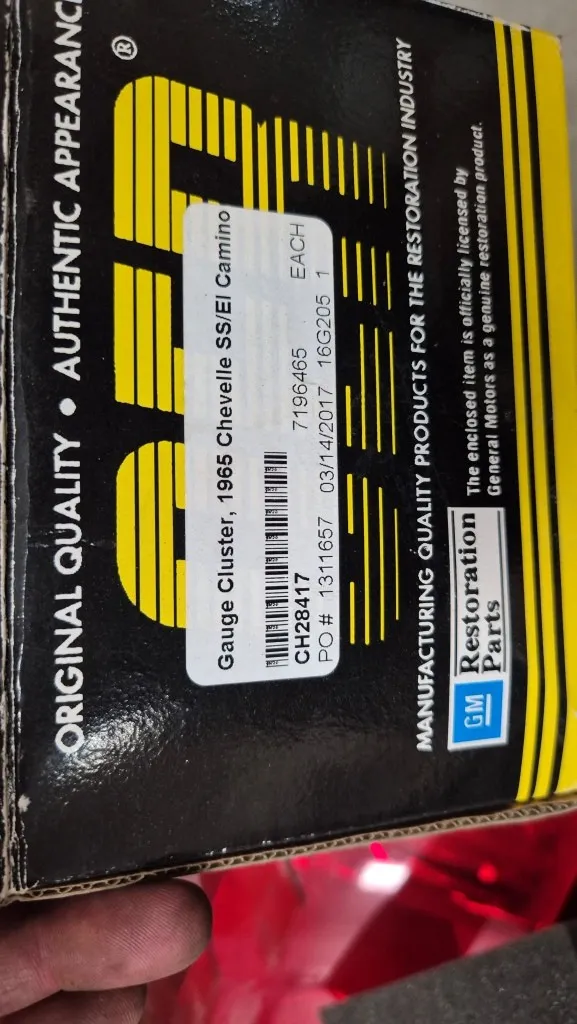 ORIGINAL QUALITY • AUTHENTIC APPEARANC
®
Gauge Cluster, 1965 Chevelle SS/El Camino
CH28417 7196465 EACH
PO # 1311657 03/14/2017 16G205 1
MANUFACTURING QUALITY PRODUCTS FOR THE RESTORATION INDUSTRY
GM Restoration
Parts
The enclosed item is officially licensed by
General Motors as a genuine restoration product.